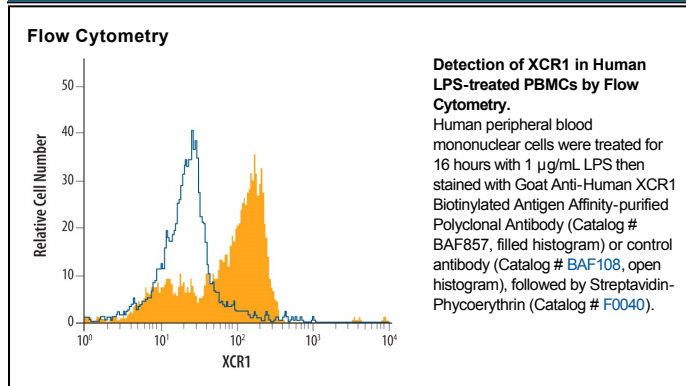 Flow Cytometry
50
40
30
20
10
0
Relative Cell Number
10⁰ 10¹ 10² 10³ 10⁴
XCR1
Detection of XCR1 in Human
LPS-treated PBMCs by Flow
Cytometry.
Human peripheral blood
mononuclear cells were treated for
16 hours with 1 µg/mL LPS then
stained with Goat Anti-Human XCR1
Biotinylated Antigen Affinity-purified
Polyclonal Antibody (Catalog #
BAF857, filled histogram) or control
antibody (Catalog # BAF108, open
histogram), followed by Streptavidin-
Phycoerythrin (Catalog # F0040).